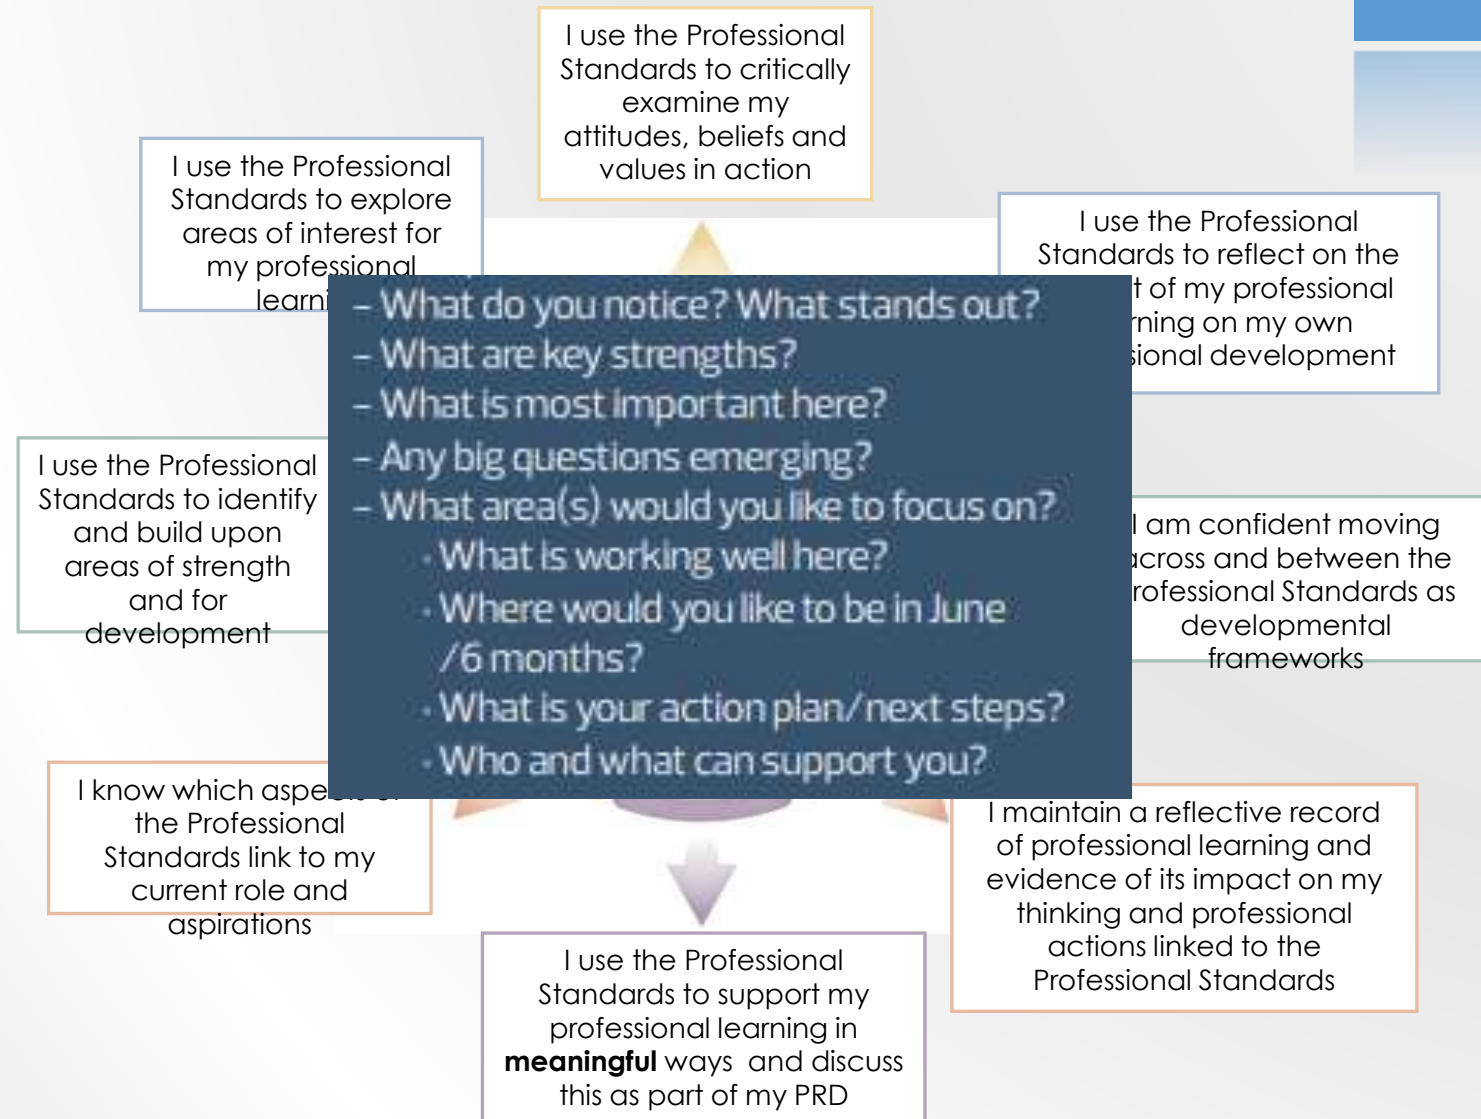 I use the Professional
Standards to critically
examine my
attitudes, beliefs and
values in action
I use the Professional
Standards to explore
areas of interest for
my professional
I use the Professional
Standards to reflect on the
of my professional
on my own
development
I use the Professional
Standards to identify
and build upon
areas of strength
and for
development
– What do you notice? What stands out?
– What are key strengths?
– What is most important here?
– Any big questions emerging?
– What area(s) would you like to focus on?
· What is working well here?
· Where would you like to be in June
/6 months?
· What is your action plan/next steps?
· Who and what can support you?
I am confident moving
across and between the
Professional Standards as
developmental
frameworks
I know which aspects of
the Professional
Standards link to my
current role and
aspirations
I maintain a reflective record
of professional learning and
evidence of its impact on my
thinking and professional
actions linked to the
Professional Standards
I use the Professional
Standards to support my
professional learning in
meaningful ways and discuss
this as part of my PRD